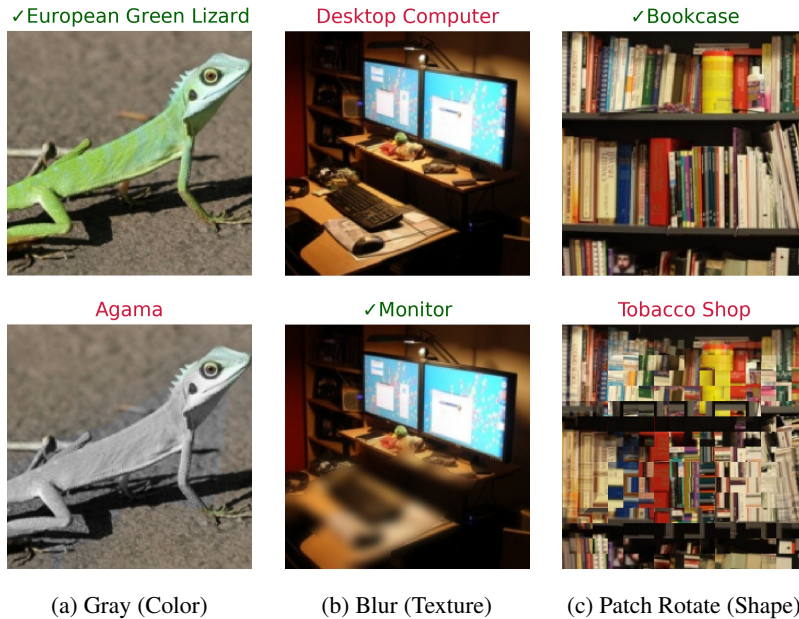 ✓European Green Lizard
Desktop Computer
✓Bookcase
Agama
✓Monitor
Tobacco Shop
(a) Gray (Color)
(b) Blur (Texture)
(c) Patch Rotate (Shape)